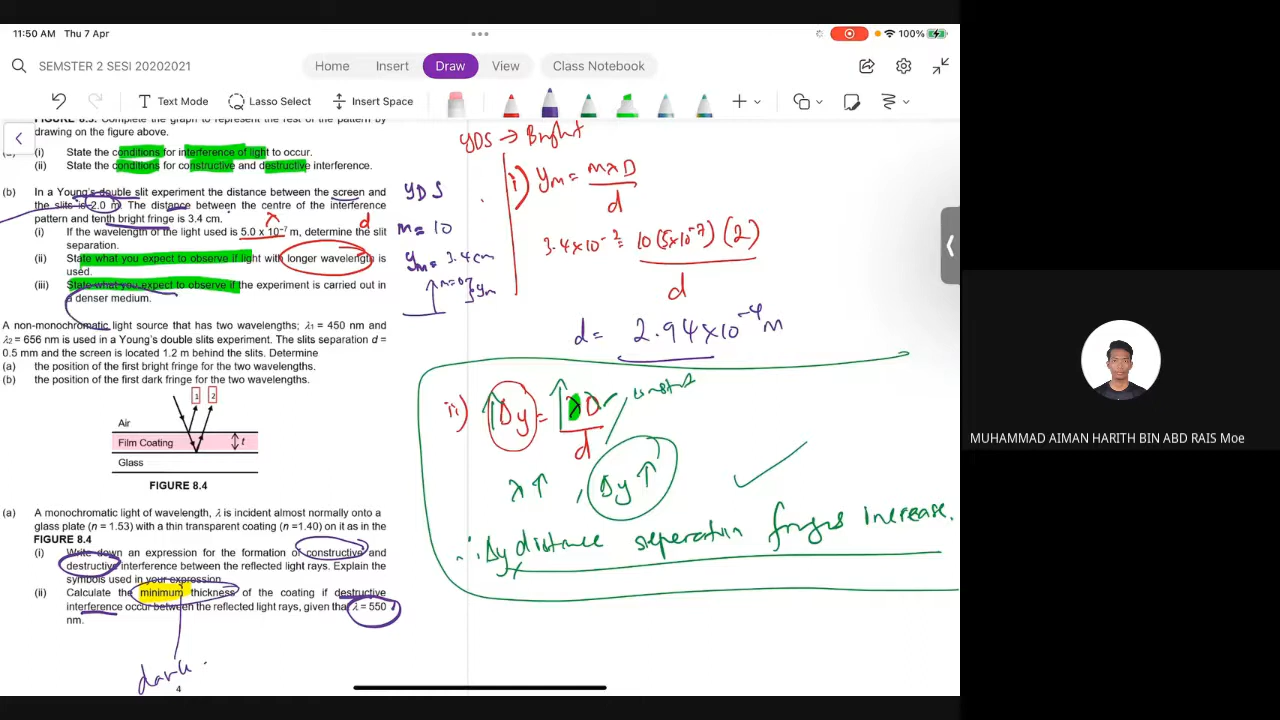 11:50 AM Thu 7 Apr
100%
SEMSTER 2 SESI 20202021
Home Insert Draw View Class Notebook
Text Mode Lasso Select Insert Space
FIGURE 8.3. Complete the graph to represent the rest of the pattern by
drawing on the figure above.
(i) State the conditions for interference of light to occur.
(ii) State the conditions for constructive and destructive interference.
(b) In a Young's double slit experiment the distance between the screen and
the slits is 2.0 m. The distance between the centre of the interference
pattern and tenth bright fringe is 3.4 cm.
(i) If the wavelength of the light used is 5.0 x 10⁻⁷ m, determine the slit
separation.
(ii) State what you expect to observe if light with longer wavelength is
used.
(iii) State what you expect to observe if the experiment is carried out in
a denser medium.
λ
d
A non-monochromatic light source that has two wavelengths; λ1 = 450 nm and
λ2 = 656 nm is used in a Young's double slits experiment. The slits separation d =
0.5 mm and the screen is located 1.2 m behind the slits. Determine
(a) the position of the first bright fringe for the two wavelengths.
(b) the position of the first dark fringe for the two wavelengths.
1 2
Air
Film Coating t
Glass
FIGURE 8.4
(a) A monochromatic light of wavelength, λ is incident almost normally onto a
glass plate (n = 1.53) with a thin transparent coating (n =1.40) on it as in the
FIGURE 8.4
(i) Write down an expression for the formation of constructive and
destructive interference between the reflected light rays. Explain the
symbols used in your expression.
(ii) Calculate the minimum thickness of the coating if destructive
interference occur between the reflected light rays, given that λ = 550
nm.
dark
4
YDS → Bright
YDS
m = 10
ym = 3.4 cm
m=0 } ym
i) ym = mλD
d
3.4×10⁻² = 10(5×10⁻⁷)(2)
d
d = 2.94×10⁻⁴ m
ii) ↑Δy = ↑λD
d
λ↑ , Δy↑
∴ Δy distance seperation fringes increase.
MUHAMMAD AIMAN HARITH BIN ABD RAIS Moe